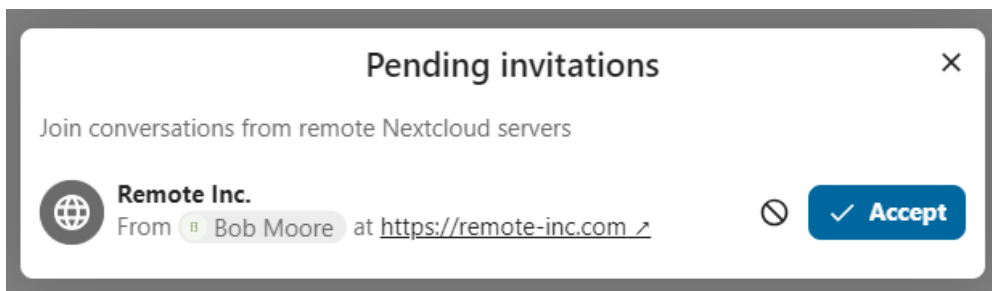 Pending invitations
Join conversations from remote Nextcloud servers
Remote Inc.
From B Bob Moore at https://remote-inc.com ↗
Accept